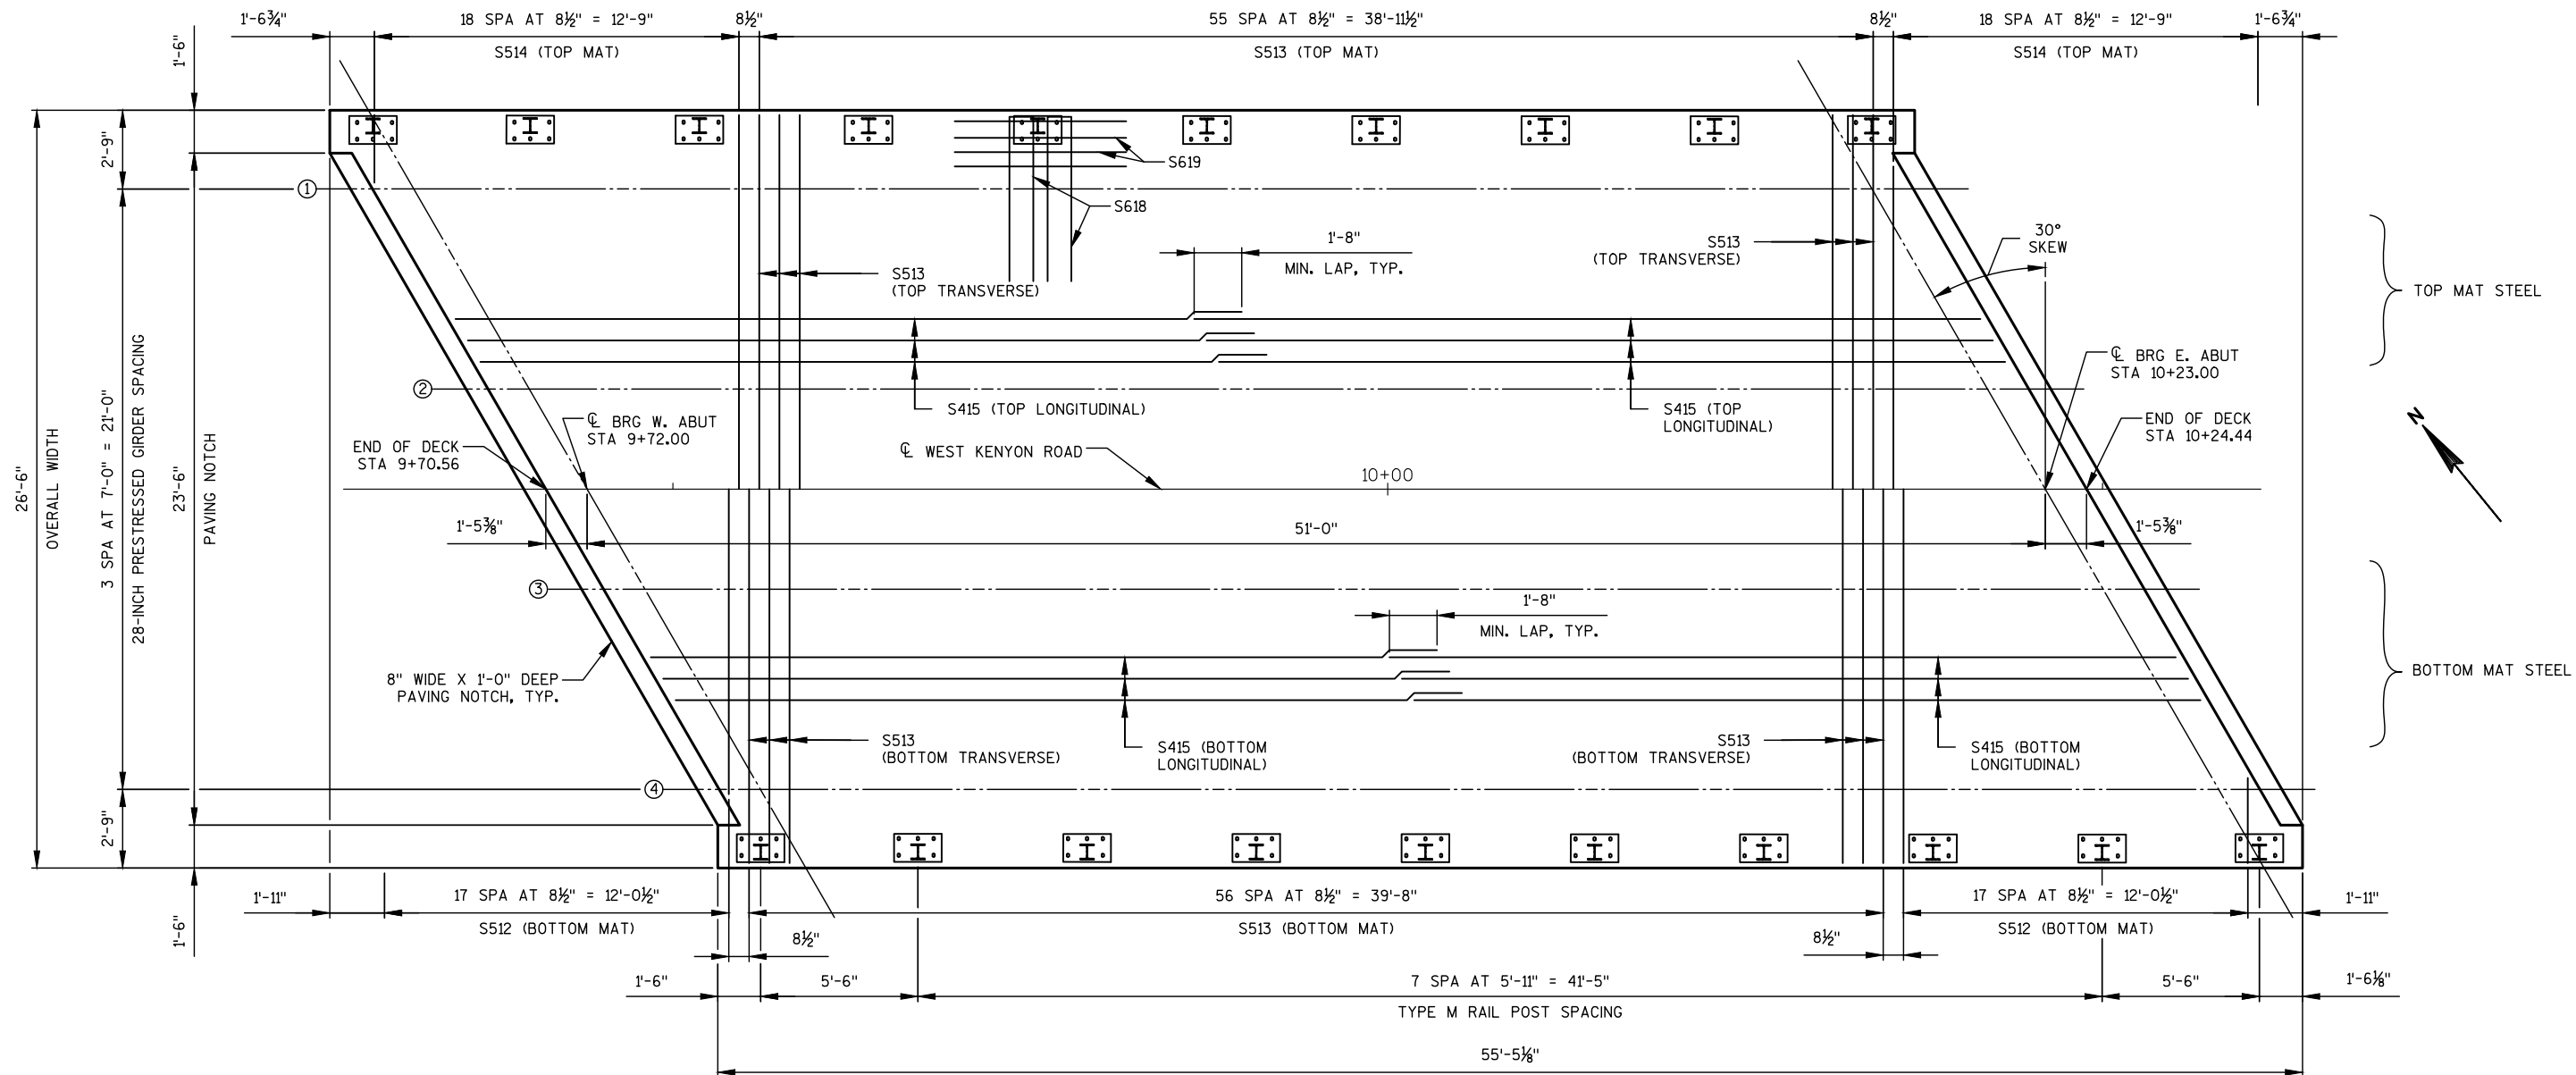 1'-6¾"
18 SPA AT 8½" = 12'-9"
8½"
55 SPA AT 8½" = 38'-11½"
8½"
18 SPA AT 8½" = 12'-9"
1'-6¾"
S514 (TOP MAT)
S513 (TOP MAT)
S514 (TOP MAT)
1'-6"
2'-9"
1
S619
S618
1'-8"
MIN. LAP, TYP.
S513
(TOP TRANSVERSE)
S513
(TOP TRANSVERSE)
30°
SKEW
TOP MAT STEEL
26'-6"
OVERALL WIDTH
3 SPA AT 7'-0" = 21'-0"
28-INCH PRESTRESSED GIRDER SPACING
23'-6"
PAVING NOTCH
2
S415 (TOP LONGITUDINAL)
S415 (TOP
LONGITUDINAL)
℄ BRG E. ABUT
STA 10+23.00
℄ BRG W. ABUT
STA 9+72.00
END OF DECK
STA 9+70.56
℄ WEST KENYON ROAD
END OF DECK
STA 10+24.44
N
10+00
1'-5⅜"
51'-0"
1'-5⅜"
3
1'-8"
MIN. LAP, TYP.
8" WIDE X 1'-0" DEEP
PAVING NOTCH, TYP.
BOTTOM MAT STEEL
S513
(BOTTOM TRANSVERSE)
S415 (BOTTOM
LONGITUDINAL)
S513
(BOTTOM TRANSVERSE)
S415 (BOTTOM
LONGITUDINAL)
4
2'-9"
1'-6"
1'-11"
17 SPA AT 8½" = 12'-0½"
56 SPA AT 8½" = 39'-8"
17 SPA AT 8½" = 12'-0½"
1'-11"
S512 (BOTTOM MAT)
S513 (BOTTOM MAT)
S512 (BOTTOM MAT)
8½"
8½"
1'-6"
5'-6"
7 SPA AT 5'-11" = 41'-5"
5'-6"
1'-6⅛"
TYPE M RAIL POST SPACING
55'-5⅛"